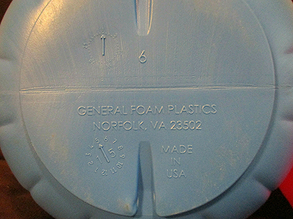 6
GENERAL FOAM PLASTICS
NORFOLK, VA 23502
MADE
IN
USA